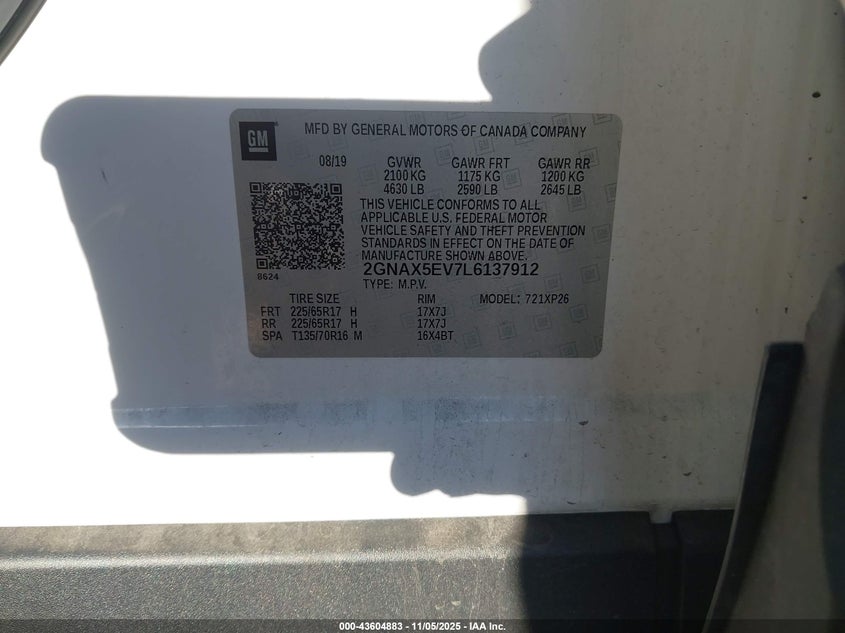 GM
MFD BY GENERAL MOTORS OF CANADA COMPANY
08/19 GVWR GAWR FRT GAWR RR
2100 KG 1175 KG 1200 KG
4630 LB 2590 LB 2645 LB
THIS VEHICLE CONFORMS TO ALL
APPLICABLE U.S. FEDERAL MOTOR
VEHICLE SAFETY AND THEFT PREVENTION
STANDARDS IN EFFECT ON THE DATE OF
MANUFACTURE SHOWN ABOVE.
8624
2GNAX5EV7L6137912
TYPE: M.P.V.
TIRE SIZE RIM MODEL: 721XP26
FRT 225/65R17 H 17X7J
RR 225/65R17 H 17X7J
SPA T135/70R16 M 16X4BT
000-43604883 - 11/05/2025 - IAA Inc.